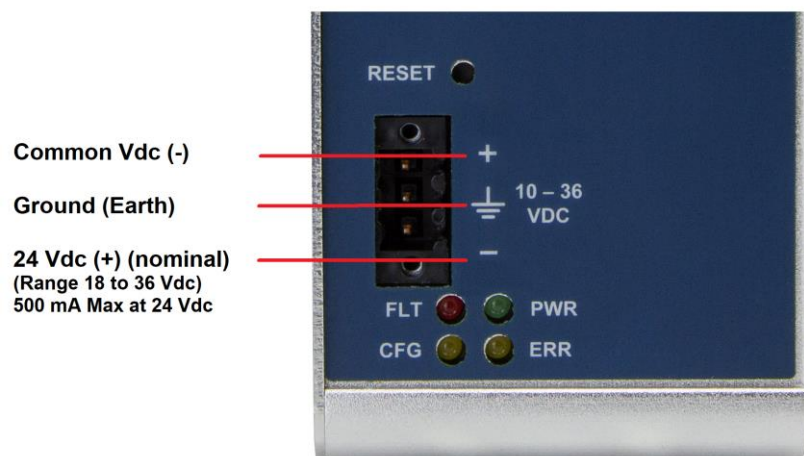 RESET
Common Vdc (-)
+
Ground (Earth)
10 – 36
VDC
24 Vdc (+) (nominal)
–
(Range 18 to 36 Vdc)
500 mA Max at 24 Vdc
FLT
PWR
CFG
ERR